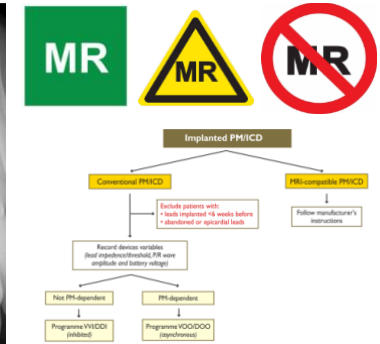 MR
MR
MR
Implanted PM/ICD
Conventional PM/ICD
MRI-compatible PM/ICD
Exclude patients with:
• leads implanted <6 weeks before
• abandoned or epicardial leads
Follow manufacturer's
instructions
Record devices variables
(lead impedence/threshold, P/R wave
amplitude and battery voltage)
Not PM-dependent
PM-dependent
Programme VVI/DDI
(inhibited)
Programme VOO/DOO
(asynchronous)